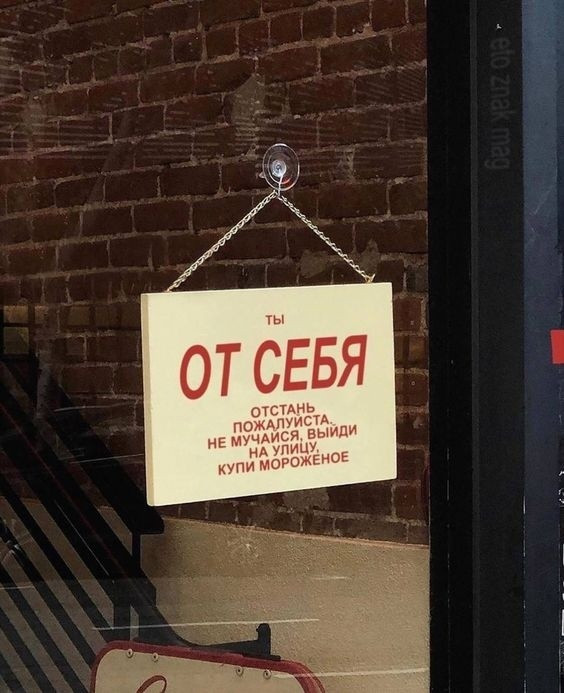 ты
ОТ СЕБЯ
ОТСТАНЬ
ПОЖАЛУЙСТА,
НЕ МУЧАЙСЯ, ВЫЙДИ
НА УЛИЦУ,
КУПИ МОРОЖЕНОЕ
eto znak mag